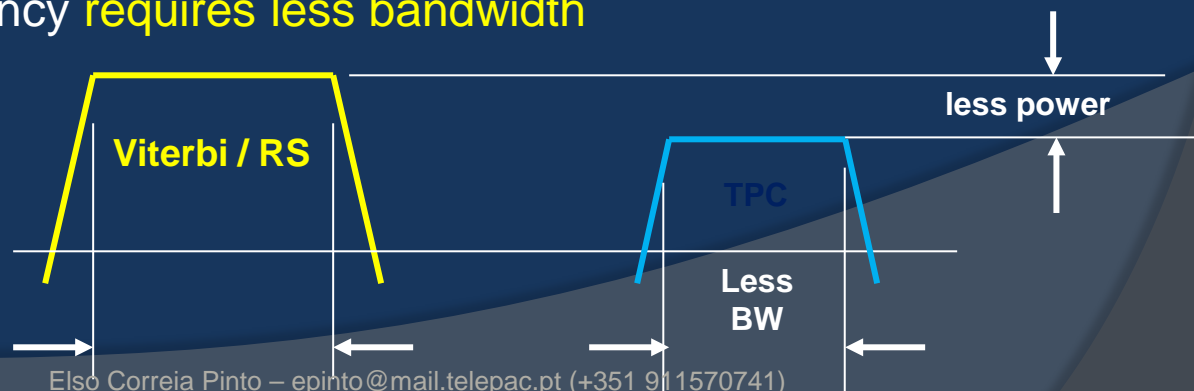 requires less bandwidth
less power
Viterbi / RS
TPC
Less
BW
Elso Correia Pinto – epinto@mail.telepac.pt (+351 911570741)